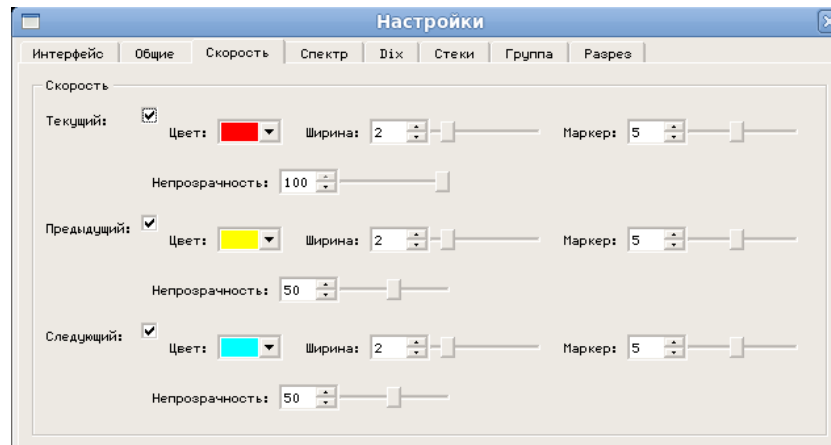 Настройки
Интерфейс Общие Скорость Спектр Dix Стеки Группа Разрез
Скорость
Текущий: Цвет: Ширина: 2 Маркер: 5
Непрозрачность: 100
Предыдущий: Цвет: Ширина: 2 Маркер: 5
Непрозрачность: 50
Следующий: Цвет: Ширина: 2 Маркер: 5
Непрозрачность: 50